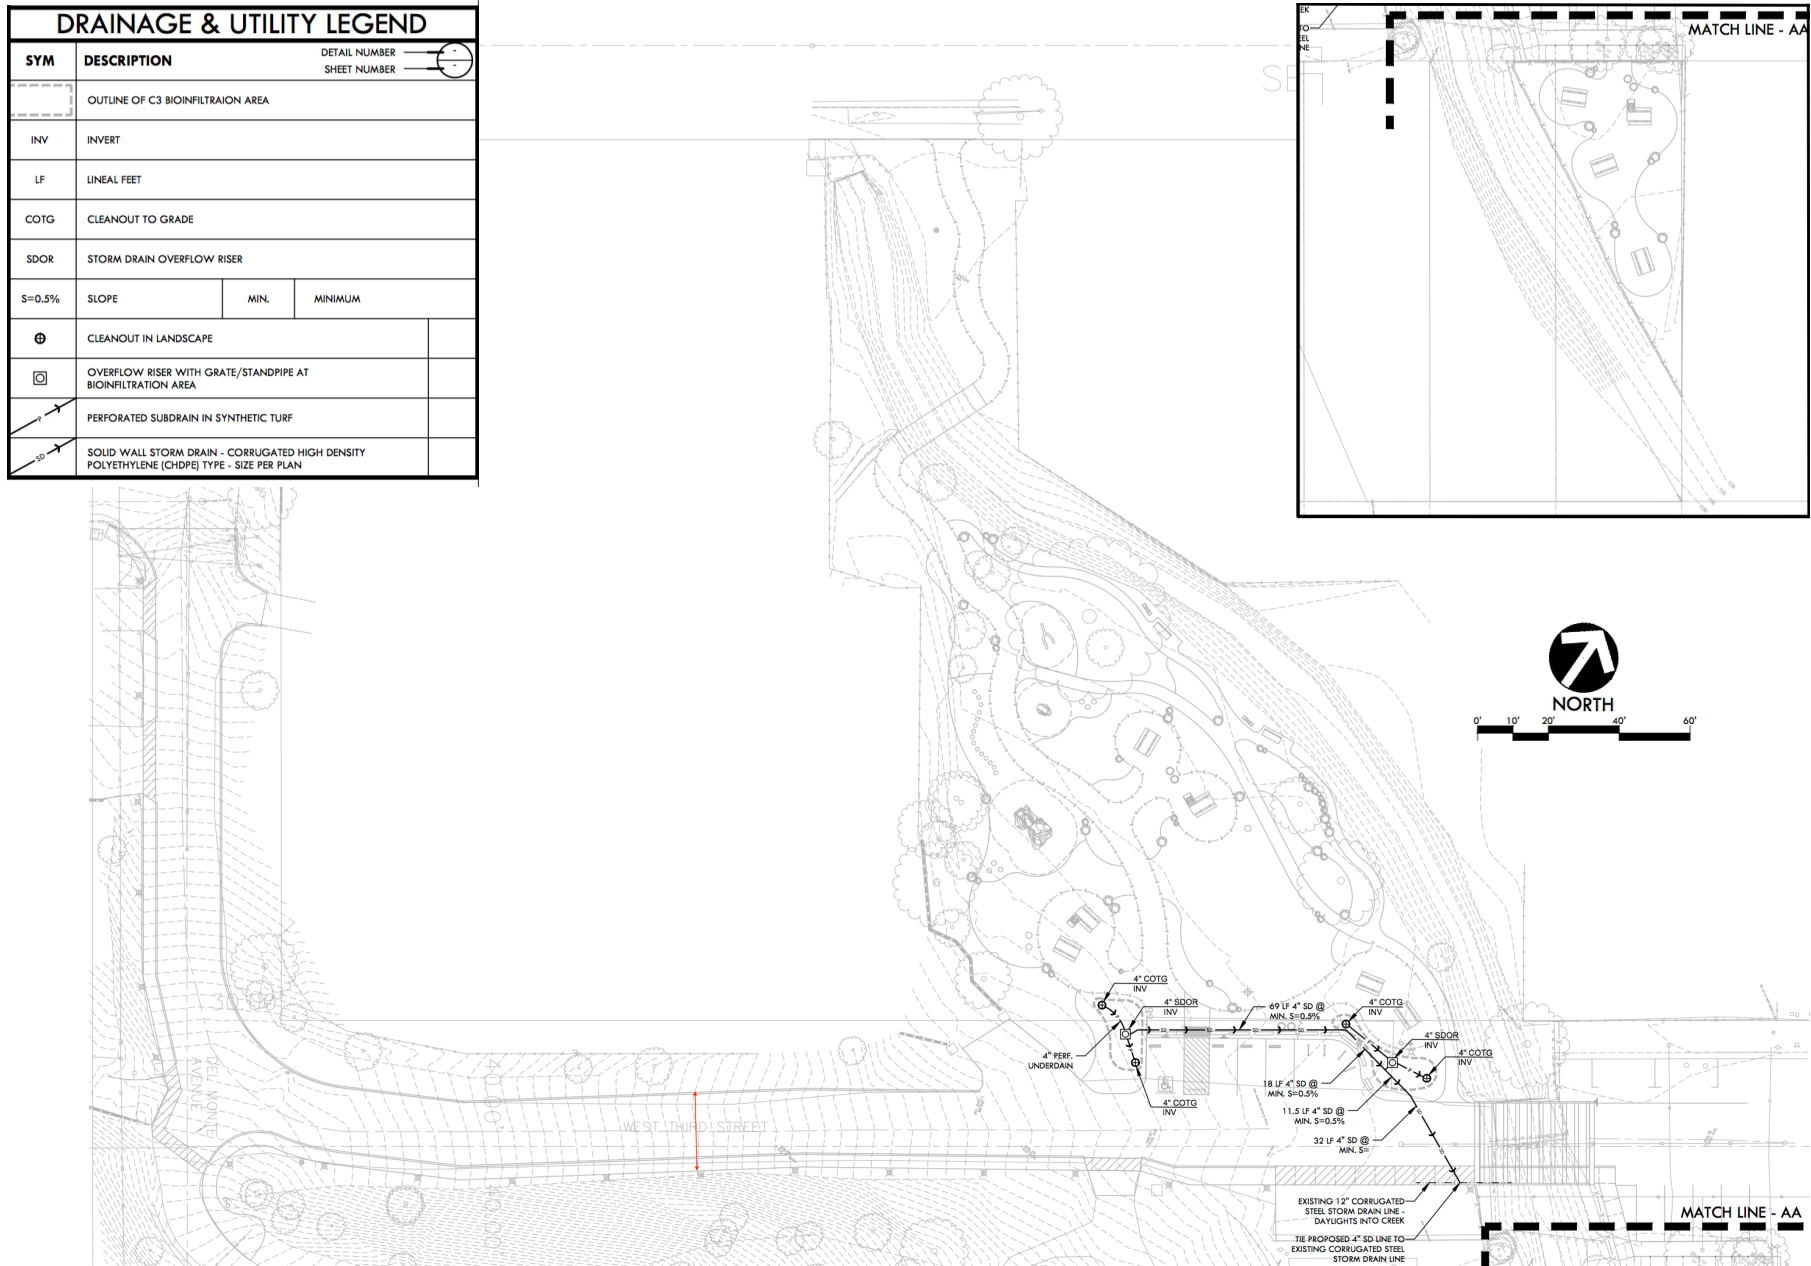 DRAINAGE & UTILITY LEGEND
SYM
DESCRIPTION
DETAIL NUMBER
SHEET NUMBER
OUTLINE OF C3 BIOINFILTRAION AREA
INV
INVERT
LF
LINEAL FEET
COTG
CLEANOUT TO GRADE
SDOR
STORM DRAIN OVERFLOW RISER
S=0.5%
SLOPE
MIN.
MINIMUM
CLEANOUT IN LANDSCAPE
OVERFLOW RISER WITH GRATE/STANDPIPE AT
BIOINFILTRATION AREA
P
PERFORATED SUBDRAIN IN SYNTHETIC TURF
SD
SOLID WALL STORM DRAIN - CORRUGATED HIGH DENSITY
POLYETHYLENE (CHDPE) TYPE - SIZE PER PLAN
MATCH LINE - AA
NORTH
0'
10'
20'
40'
60'
4" COTG
INV
4" SDOR
INV
69 LF 4" SD @
MIN. S=0.5%
4" COTG
INV
4" SDOR
INV
4" COTG
INV
4" PERF.
UNDERDAIN
4" COTG
INV
18 LF 4" SD @
MIN. S=0.5%
11.5 LF 4" SD @
MIN. S=0.5%
32 LF 4" SD @
MIN. S=
DEL MONTE
AVENUE
WEST THIRD STREET
EXISTING 12" CORRUGATED
STEEL STORM DRAIN LINE -
DAYLIGHTS INTO CREEK
TIE PROPOSED 4" SD LINE TO
EXISTING CORRUGATED STEEL
STORM DRAIN LINE
MATCH LINE - AA